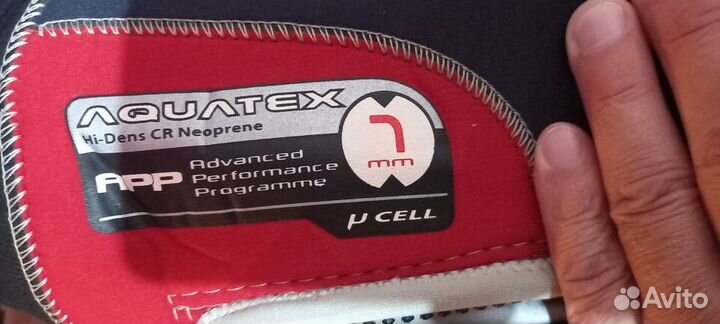 AQUATEX
Hi-Dens CR Neoprene
7
mm
APP
Advanced
Performance
Programme
µ CELL
Avito